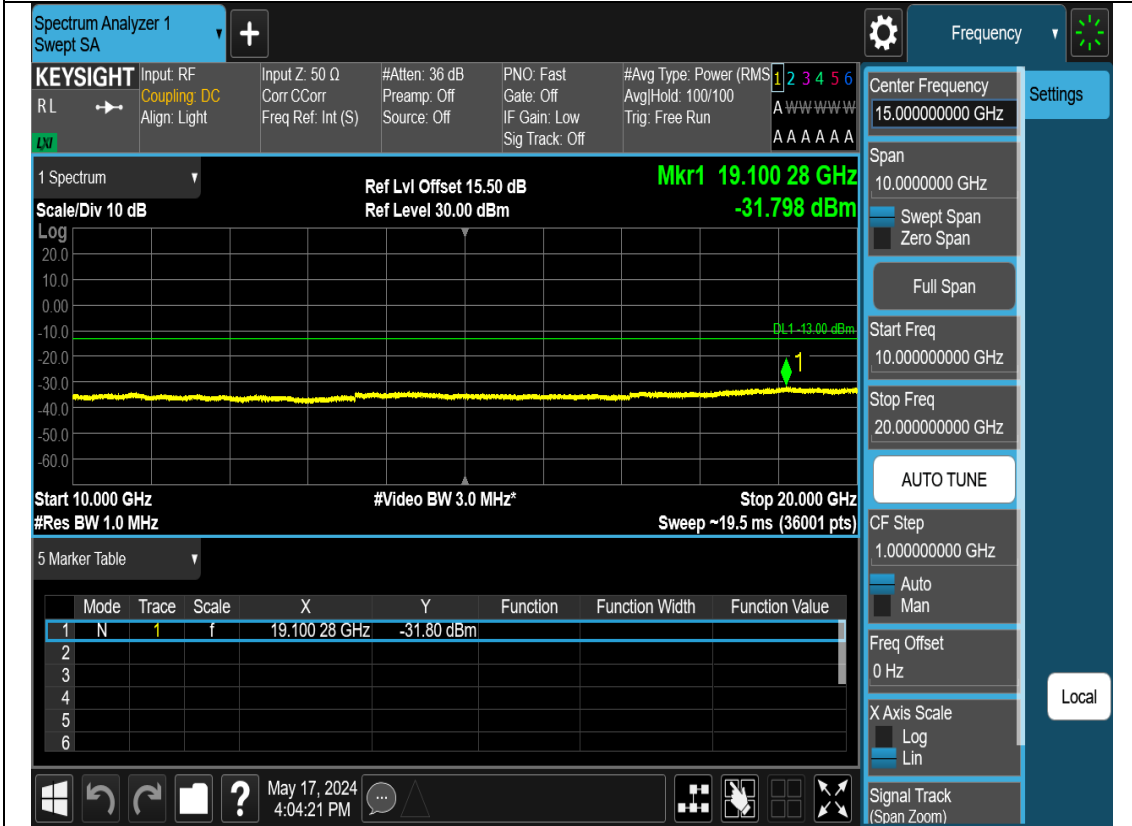 Spectrum Analyzer 1
Swept SA
+
Frequency
KEYSIGHT
RL
LXI
Input: RF
Coupling: DC
Align: Light
Input Z: 50 Ω
Corr CCorr
Freq Ref: Int (S)
#Atten: 36 dB
Preamp: Off
Source: Off
PNO: Fast
Gate: Off
IF Gain: Low
Sig Track: Off
#Avg Type: Power (RMS
Avg|Hold: 100/100
Trig: Free Run
1 2 3 4 5 6
A W W W W W
A A A A A A
1 Spectrum
Scale/Div 10 dB
Ref Lvl Offset 15.50 dB
Ref Level 30.00 dBm
Mkr1 19.100 28 GHz
-31.798 dBm
Log
20.0
10.0
0.00
-10.0
-20.0
-30.0
-40.0
-50.0
-60.0
DL1 -13.00 dBm
1
Start 10.000 GHz
#Video BW 3.0 MHz*
Stop 20.000 GHz
#Res BW 1.0 MHz
Sweep ~19.5 ms (36001 pts)
5 Marker Table
Mode Trace Scale X Y Function Function Width Function Value
1 N 1 f 19.100 28 GHz -31.80 dBm
2
3
4
5
6
?
May 17, 2024
4:04:21 PM
Center Frequency
15.000000000 GHz
Span
10.0000000 GHz
Swept Span
Zero Span
Full Span
Start Freq
10.000000000 GHz
Stop Freq
20.000000000 GHz
AUTO TUNE
CF Step
1.000000000 GHz
Auto
Man
Freq Offset
0 Hz
X Axis Scale
Log
Lin
Signal Track
(Span Zoom)
Settings
Local